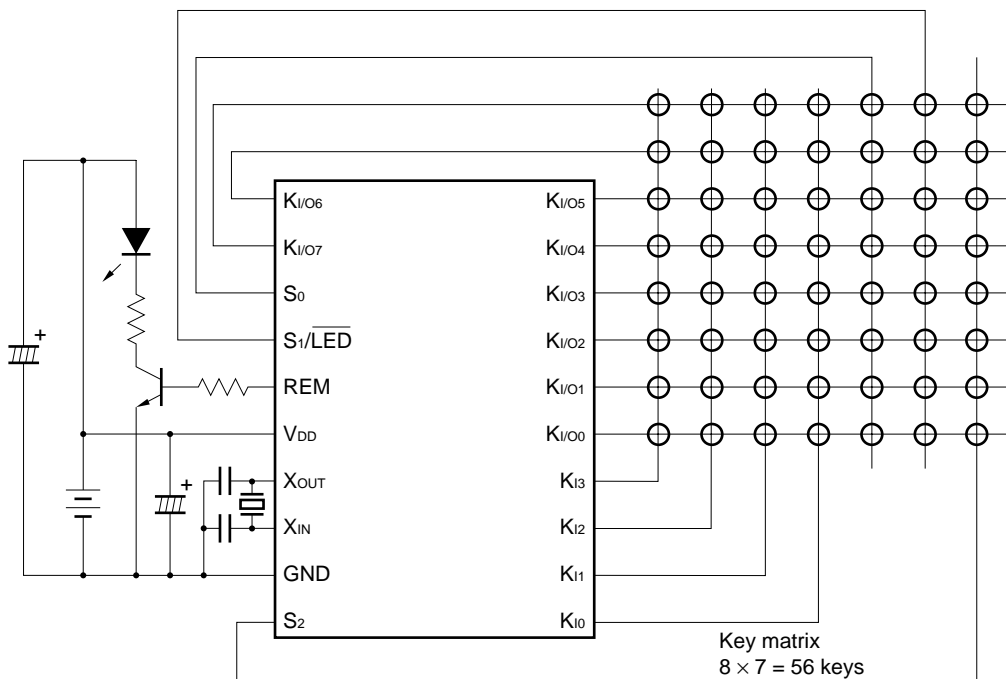 KI/O6
KI/O7
S0
S1/LED
REM
VDD
XOUT
XIN
GND
S2
KI/O5
KI/O4
KI/O3
KI/O2
KI/O1
KI/O0
KI3
KI2
KI1
KI0
+
+
Key matrix
8 × 7 = 56 keys